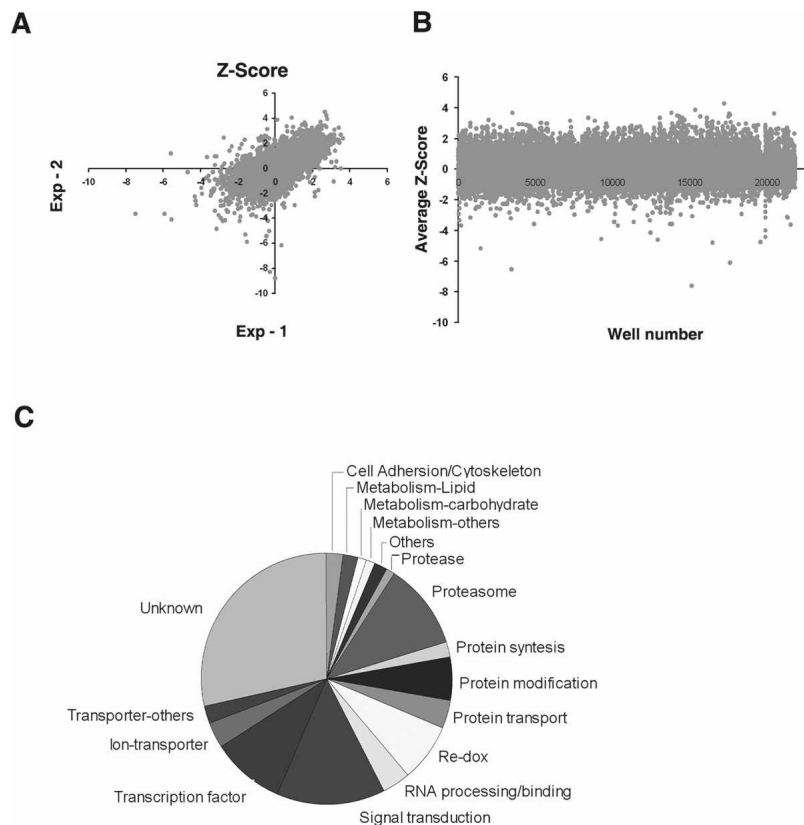 A
B
Z-Score
6
4
2
0
-2
-4
-6
-8
-10
-10
-8
-6
-4
-2
0
-2
4
6
Exp - 2
Exp - 1
6
4
2
0
-2
-4
-6
-8
-10
0
5000
10000
15000
20000
Average Z-Score
Well number
C
Cell Adhersion/Cytoskeleton
Metabolism-Lipid
Metabolism-carbohydrate
Metabolism-others
Others
Protease
Proteasome
Unknown
Protein syntesis
Protein modification
Transporter-others
Protein transport
Ion-transporter
Re-dox
RNA processing/binding
Transcription factor
Signal transduction